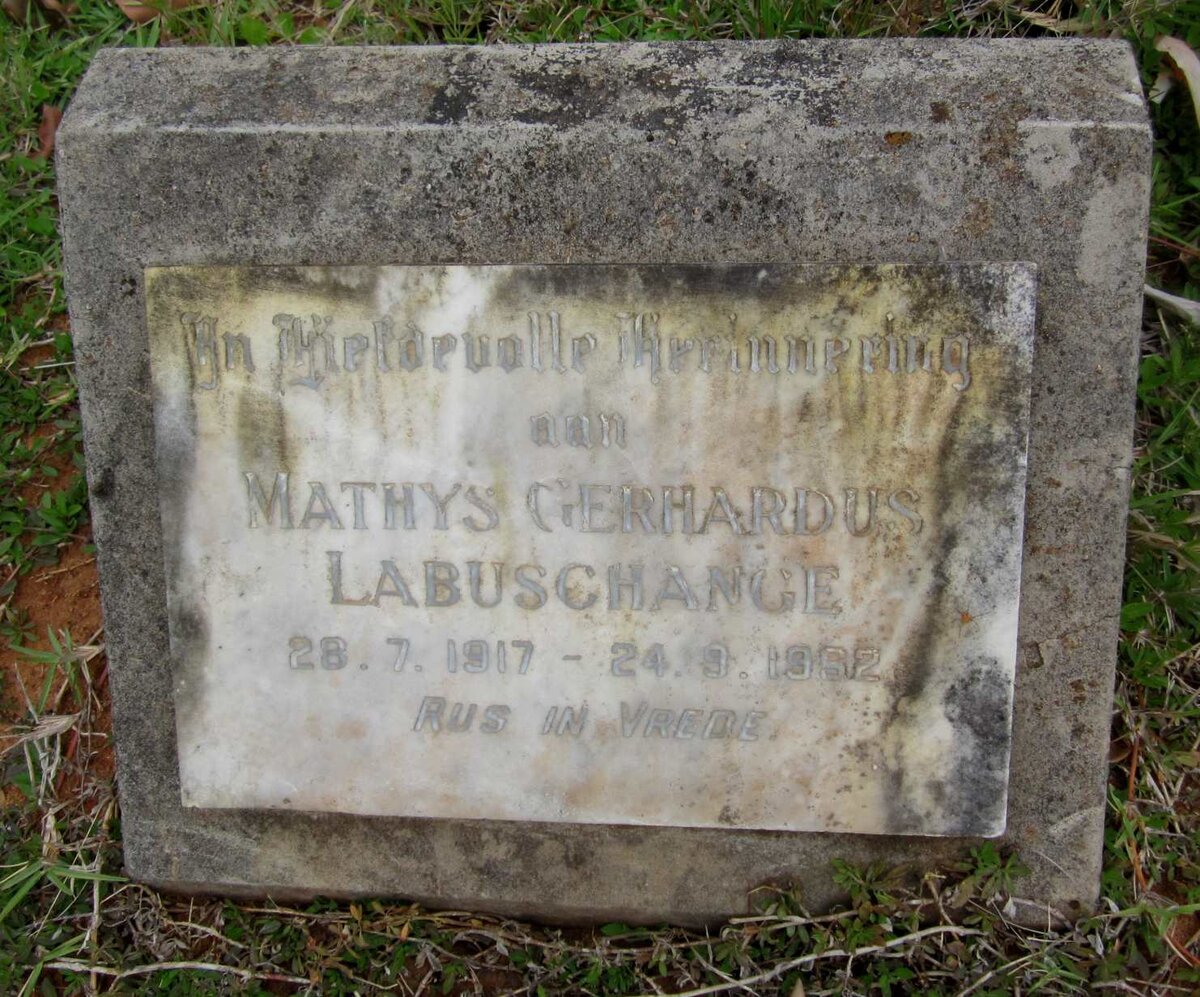 In Liefdevolle Herinnering
aan
MATHYS GERHARDUS
LABUSCHANGE
28.7.1917 - 24.9.1982
RUS IN VREDE